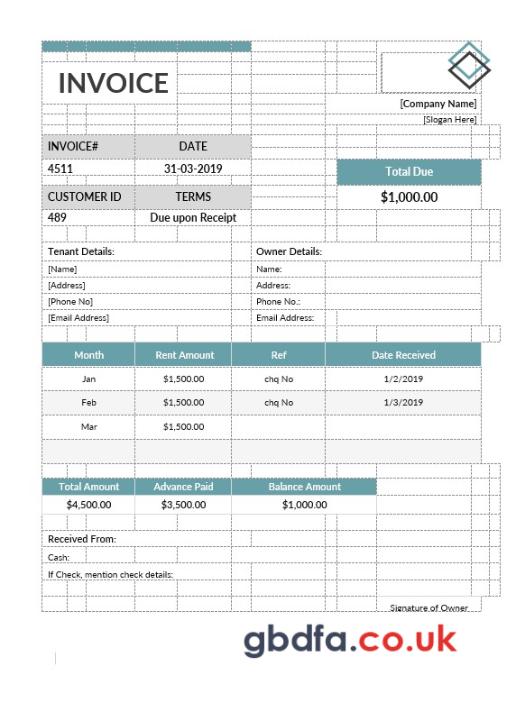 INVOICE
[Company Name]
[Slogan Here]
INVOICE# DATE
4511 31-03-2019
Total Due
CUSTOMER ID TERMS
$1,000.00
489 Due upon Receipt
Tenant Details: Owner Details:
[Name] Name:
[Address] Address:
[Phone No] Phone No.:
[Email Address] Email Address:
Month Rent Amount Ref Date Received
Jan $1,500.00 chq No 1/2/2019
Feb $1,500.00 chq No 1/3/2019
Mar $1,500.00
Total Amount Advance Paid Balance Amount
$4,500.00 $3,500.00 $1,000.00
Received From:
Cash:
If Check, mention check details:
Signature of Owner
gbdfa.co.uk